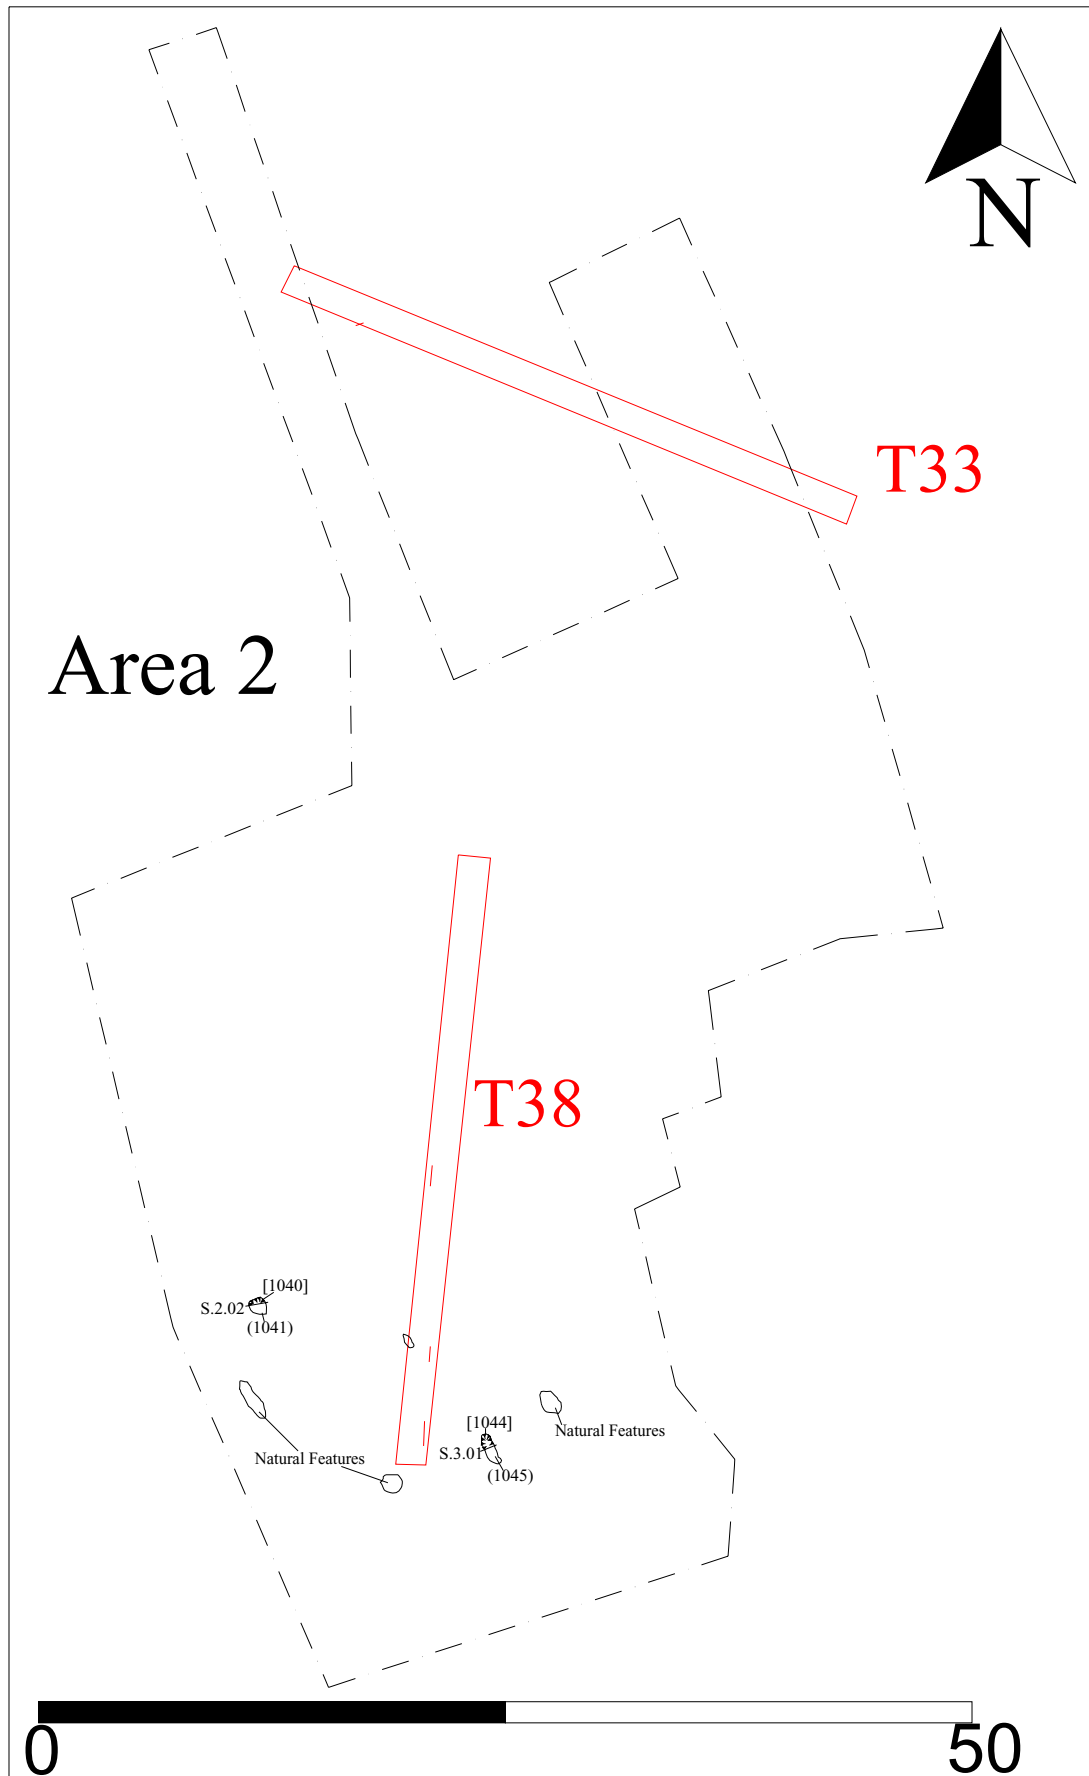 N
T33
Area 2
T38
[1040]
S.2.02
(1041)
[1044]
Natural Features
S.3.01
Natural Features
(1045)
0
50